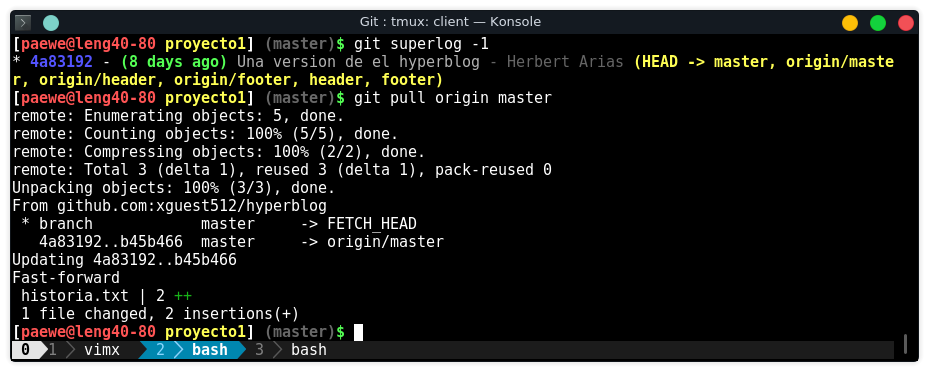 Git : tmux: client — Konsole
[paewe@leng40-80 proyecto1] (master)$ git superlog -1
* 4a83192 - (8 days ago) Una version de el hyperblog - Herbert Arias (HEAD -> master, origin/maste
r, origin/header, origin/footer, header, footer)
[paewe@leng40-80 proyecto1] (master)$ git pull origin master
remote: Enumerating objects: 5, done.
remote: Counting objects: 100% (5/5), done.
remote: Compressing objects: 100% (2/2), done.
remote: Total 3 (delta 1), reused 3 (delta 1), pack-reused 0
Unpacking objects: 100% (3/3), done.
From github.com:xguest512/hyperblog
 * branch            master     -> FETCH_HEAD
   4a83192..b45b466  master     -> origin/master
Updating 4a83192..b45b466
Fast-forward
 historia.txt | 2 ++
 1 file changed, 2 insertions(+)
[paewe@leng40-80 proyecto1] (master)$
0 1 vimx 2 bash 3 bash